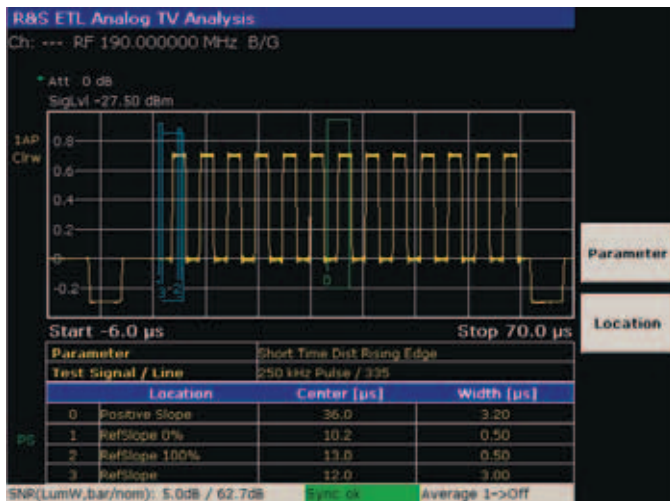 R&S ETL Analog TV Analysis
Ch: --- RF 190.000000 MHz B/G
Att 0 dB
SigLvl -27.50 dBm
1AP
Clrw
0.8
0.6
0.4
0.2
0
-0.2
1
3
2
0
Parameter
Location
Start -6.0 µs Stop 70.0 µs
Parameter Short Time Dist Rising Edge
Test Signal / Line 250 kHz Pulse / 335
Location Center [µs] Width [µs]
0 Positive Slope 36.0 3.20
1 RefSlope 0% 10.2 0.50
PS
2 RefSlope 100% 13.0 0.50
3 RefSlope 12.0 3.00
SNR(LumW,bar/nom): 5.0dB / 62.7dB Sync ok Average 1->Off